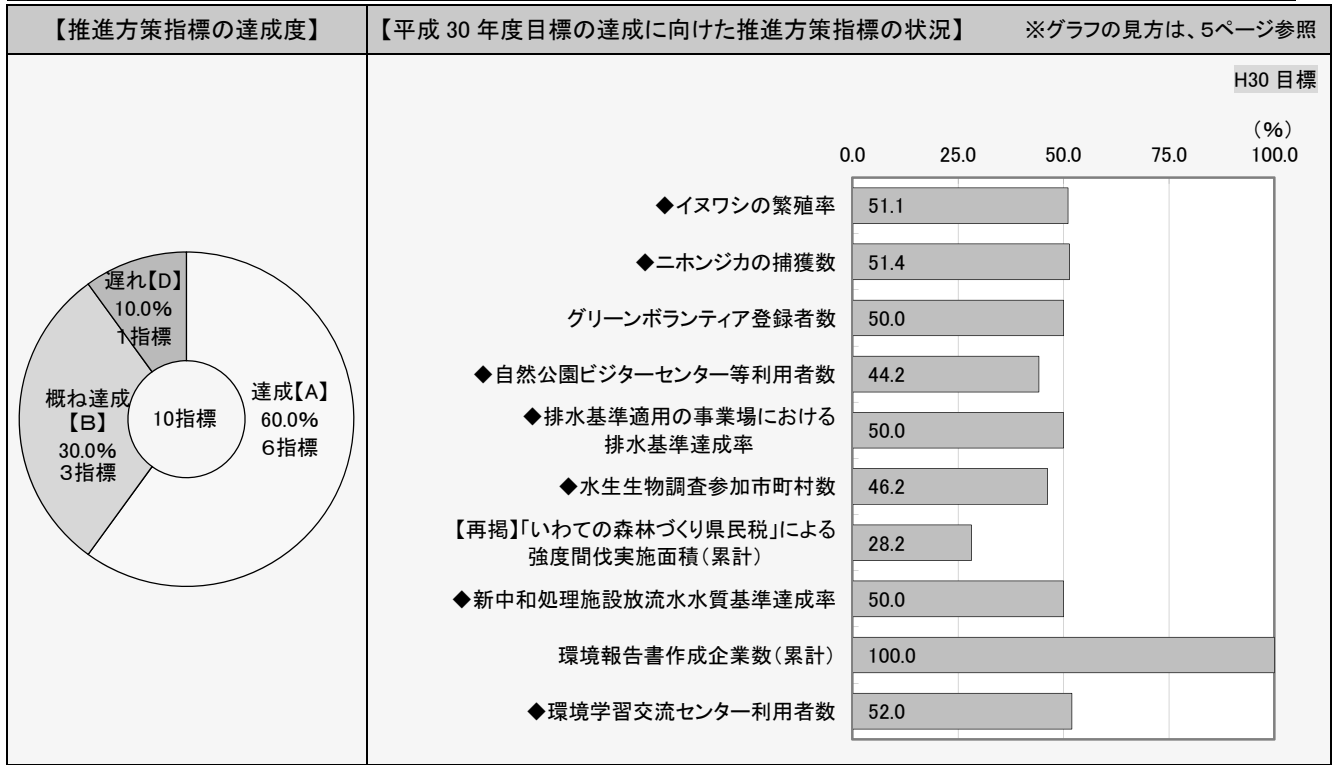 【推進方策指標の達成度】
【平成 30 年度目標の達成に向けた推進方策指標の状況】 ※グラフの見方は、5ページ参照
遅れ【D】
10.0%
1指標
概ね達成
【B】
30.0%
3指標
10指標
達成【A】
60.0%
6指標
H30 目標
(%)
0.0 25.0 50.0 75.0 100.0
◆イヌワシの繁殖率 51.1
◆ニホンジカの捕獲数 51.4
グリーンボランティア登録者数 50.0
◆自然公園ビジターセンター等利用者数 44.2
◆排水基準適用の事業場における
排水基準達成率 50.0
◆水生生物調査参加市町村数 46.2
【再掲】「いわての森林づくり県民税」による
強度間伐実施面積(累計) 28.2
◆新中和処理施設放流水水質基準達成率 50.0
環境報告書作成企業数(累計) 100.0
◆環境学習交流センター利用者数 52.0